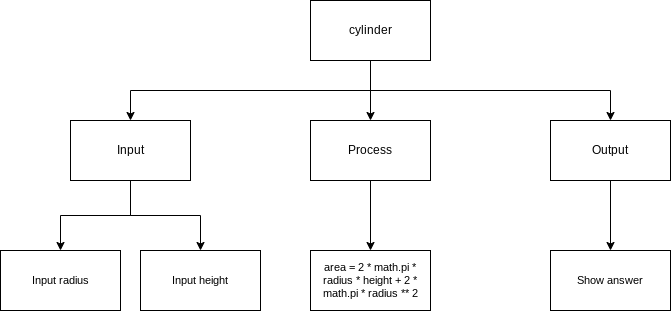 cylinder
Input
Process
Output
Input radius
Input height
area = 2 * math.pi *
radius * height + 2 *
math.pi * radius ** 2
Show answer